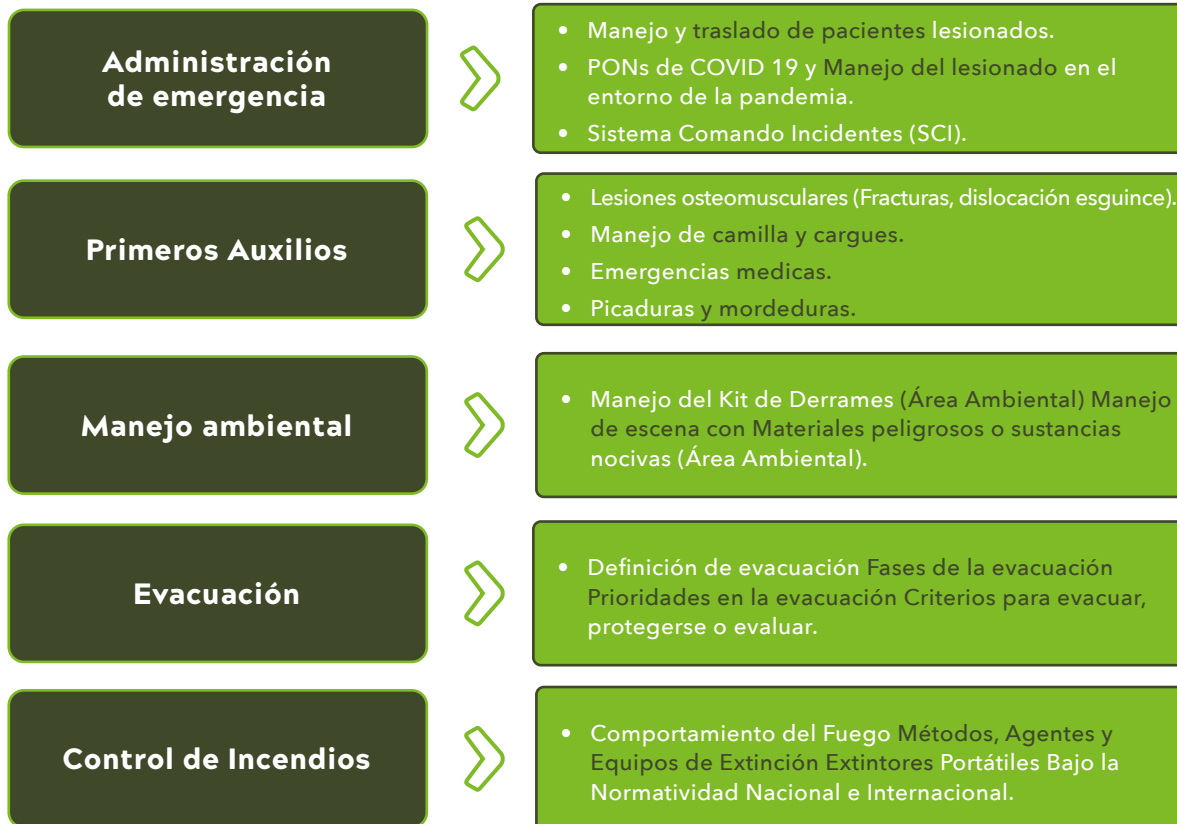 Administración
de emergencia
• Manejo y traslado de pacientes lesionados.
• PONs de COVID 19 y Manejo del lesionado en el
entorno de la pandemia.
• Sistema Comando Incidentes (SCI).
Primeros Auxilios
• Lesiones osteomusculares (Fracturas, dislocación esguince).
• Manejo de camilla y cargues.
• Emergencias medicas.
• Picaduras y mordeduras.
Manejo ambiental
• Manejo del Kit de Derrames (Área Ambiental) Manejo
de escena con Materiales peligrosos o sustancias
nocivas (Área Ambiental).
Evacuación
• Definición de evacuación Fases de la evacuación
Prioridades en la evacuación Criterios para evacuar,
protegerse o evaluar.
Control de Incendios
• Comportamiento del Fuego Métodos, Agentes y
Equipos de Extinción Extintores Portátiles Bajo la
Normatividad Nacional e Internacional.